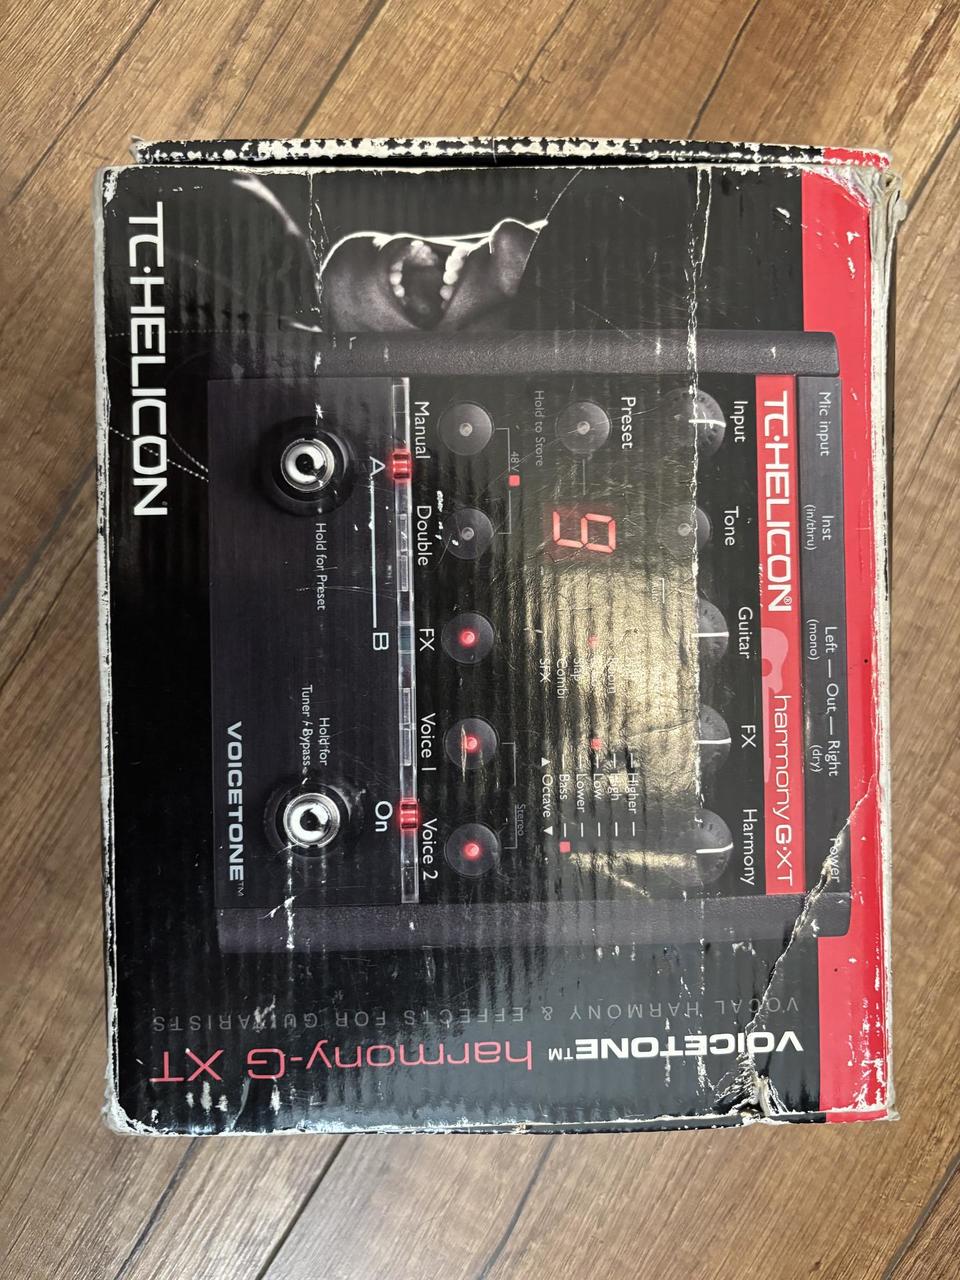 Mic input
Inst
(in/thru)
Left — Out — Right
(mono)
(dry)
Power
TC·HELICON® harmony G·XT
Input
Tone
Guitar
FX
Harmony
Preset
Hold to Store
9
48V
Combi
SFX
Higher
High
Low
Lower
Bass
▲ Octave ▼
Stereo
Manual
Double
FX
Voice 1
Voice 2
A
B
On
Hold for Preset
Hold for
Tuner / Bypass
VOICETONE™
TC·HELICON
VOICETONE™ harmony-G XT
VOCAL HARMONY & EFFECTS FOR GUITARISTS